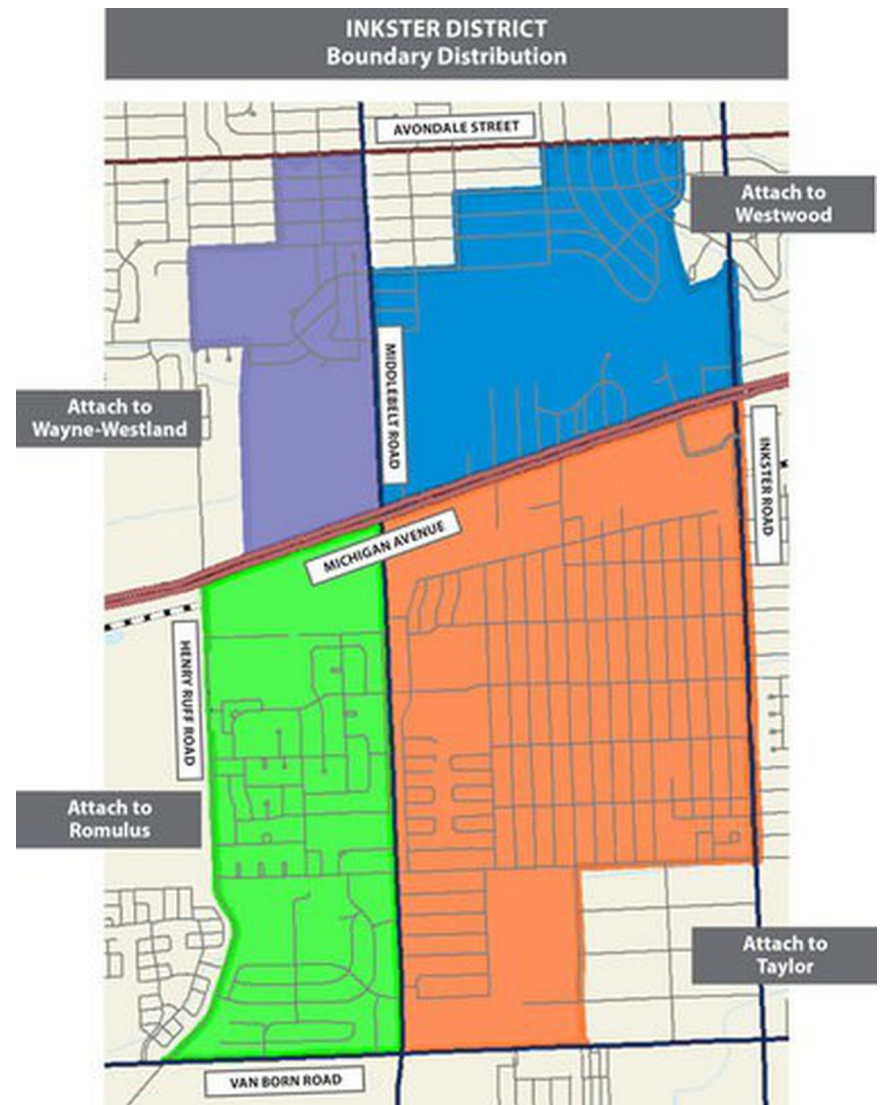 INKSTER DISTRICT
Boundary Distribution
AVONDALE STREET
Attach to
Westwood
MIDDLEBELT ROAD
Attach to
Wayne-Westland
INKSTER ROAD
MICHIGAN AVENUE
HENRY RUFF ROAD
Attach to
Romulus
Attach to
Taylor
VAN BORN ROAD